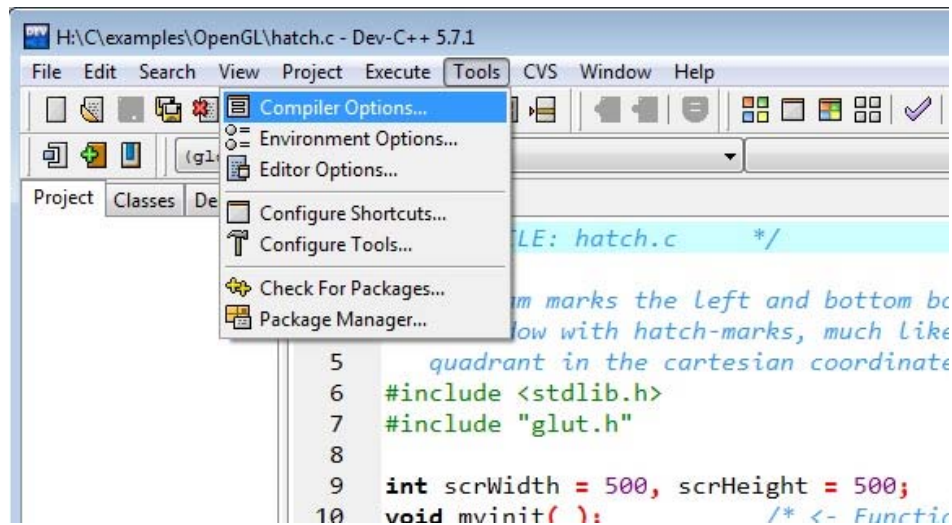 H:\C\examples\OpenGL\hatch.c - Dev-C++ 5.7.1
File Edit Search View Project Execute Tools CVS Window Help
Compiler Options...
Environment Options...
Editor Options...
Configure Shortcuts...
Configure Tools...
Check For Packages...
Package Manager...
Project Classes
hatch.c */
marks the left and bottom
with hatch-marks, much like
5 quadrant in the cartesian coordinate
6 #include <stdlib.h>
7 #include "glut.h"
8
9 int scrWidth = 500, scrHeight = 500;
10 void myinit( ); /* <- Functio